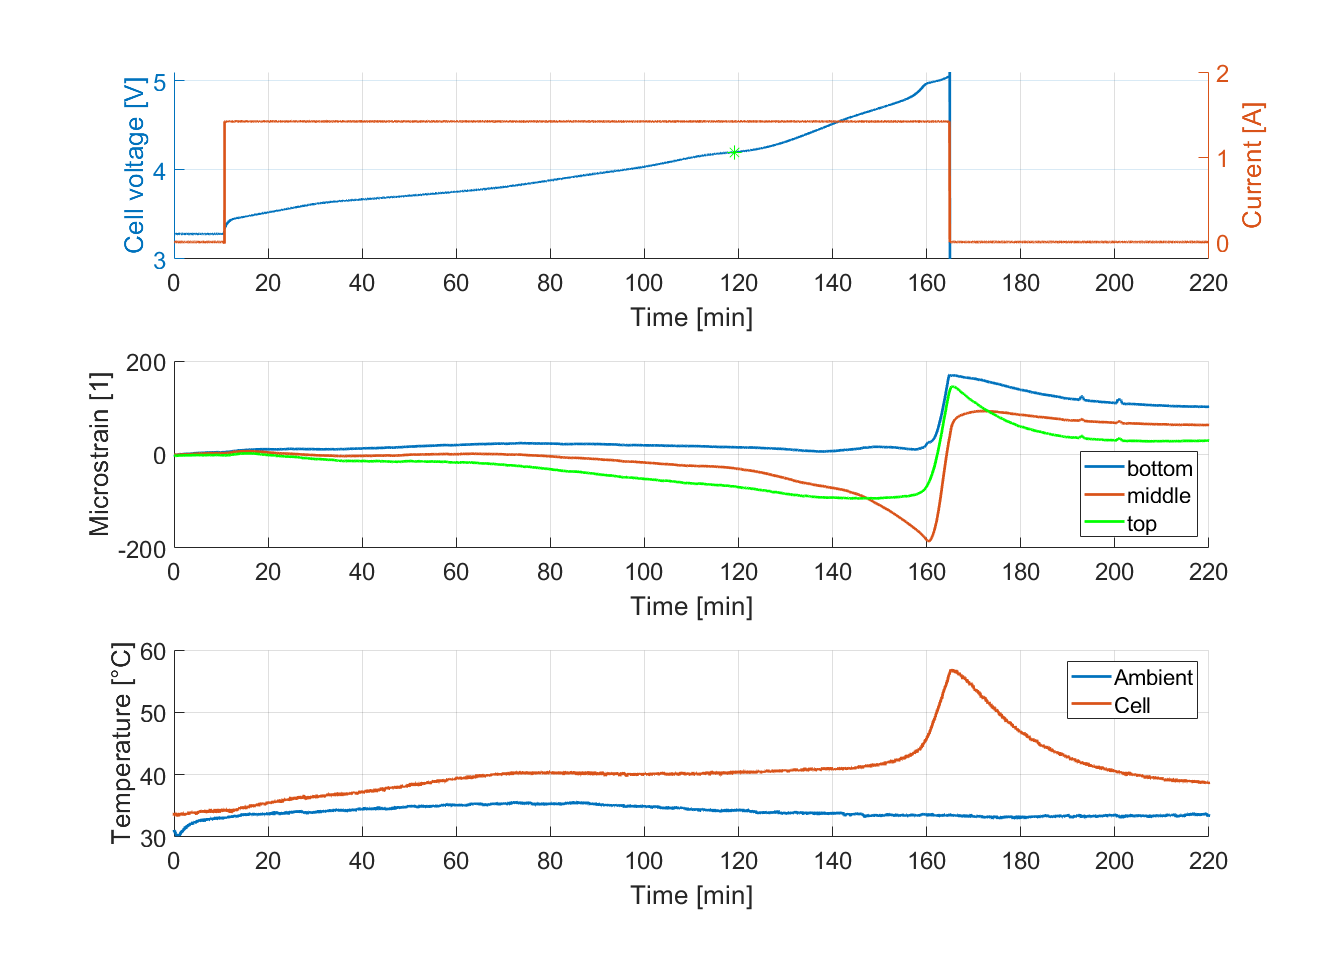 Cell voltage [V]
5
4
3
2
1
0
Current [A]
0 20 40 60 80 100 120 140 160 180 200 220
Time [min]
Microstrain [1]
200
0
-200
bottom
middle
top
0 20 40 60 80 100 120 140 160 180 200 220
Time [min]
Temperature [°C]
60
50
40
30
Ambient
Cell
0 20 40 60 80 100 120 140 160 180 200 220
Time [min]